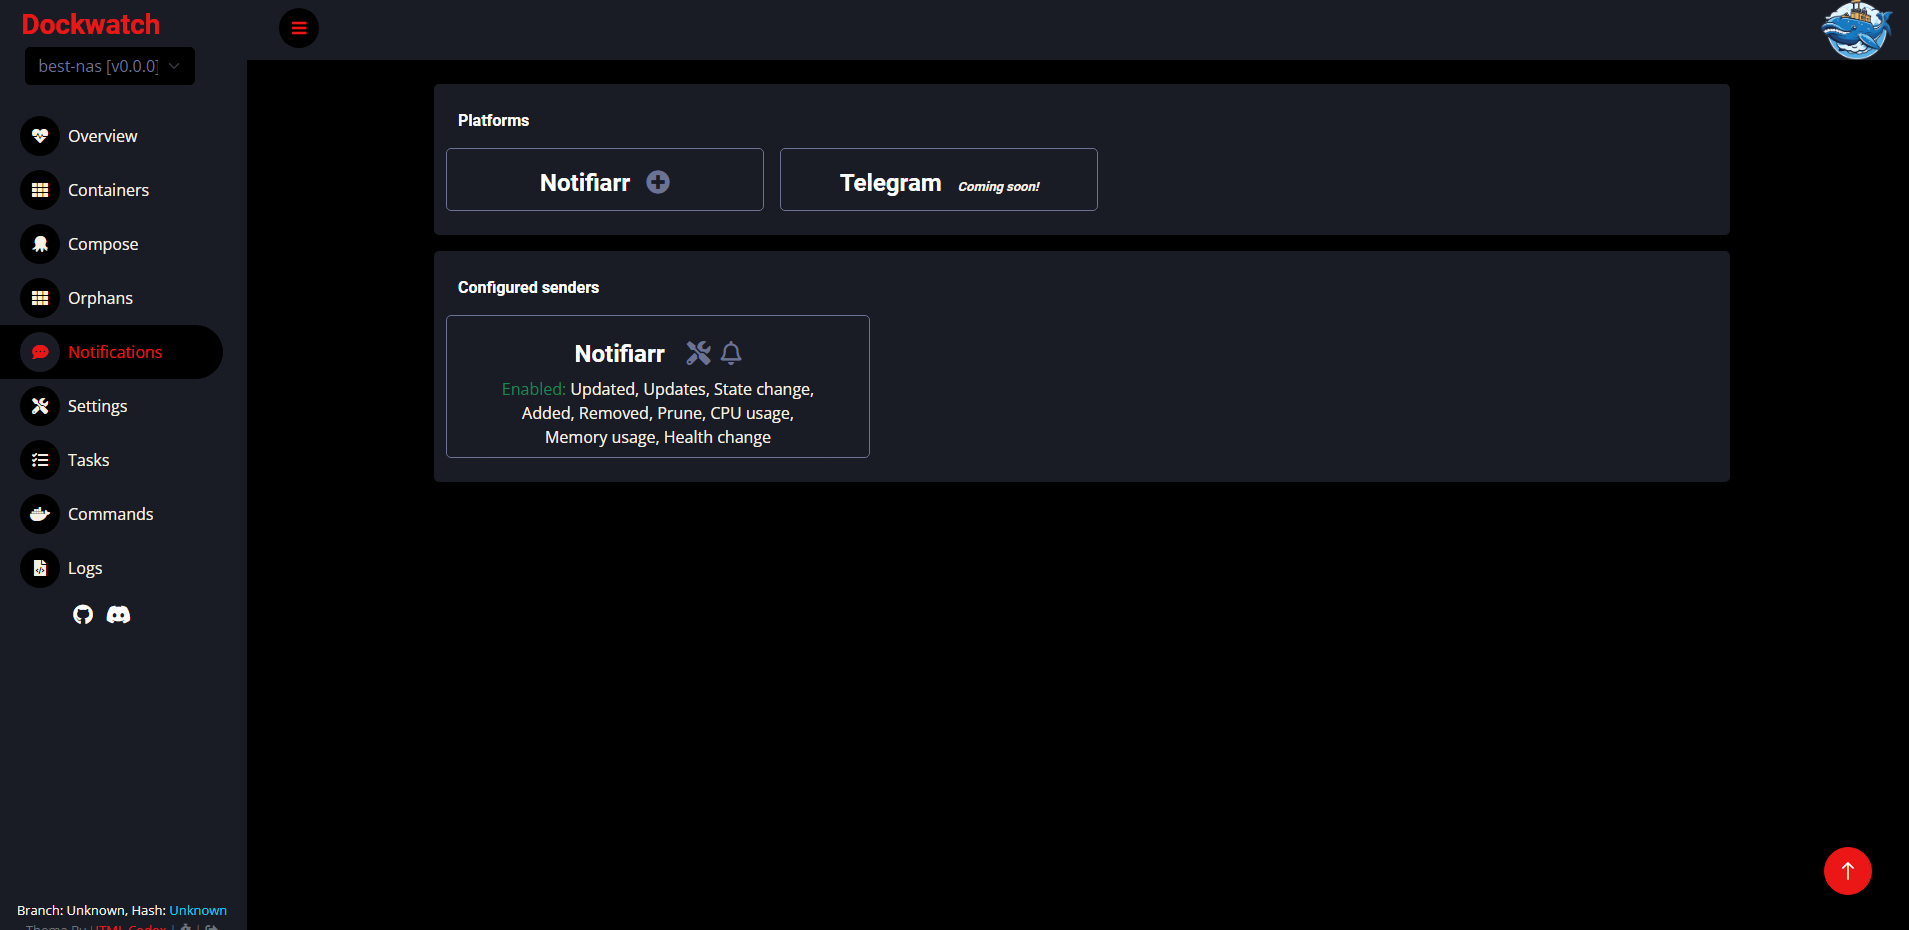 Dockwatch
best-nas [v0.0.0]
Overview
Containers
Compose
Orphans
Notifications
Settings
Tasks
Commands
Logs
Branch: Unknown, Hash: Unknown
Theme By HTML Codex | |
Platforms
Notifiarr
Telegram Coming soon!
Configured senders
Notifiarr
Enabled: Updated, Updates, State change,
Added, Removed, Prune, CPU usage,
Memory usage, Health change